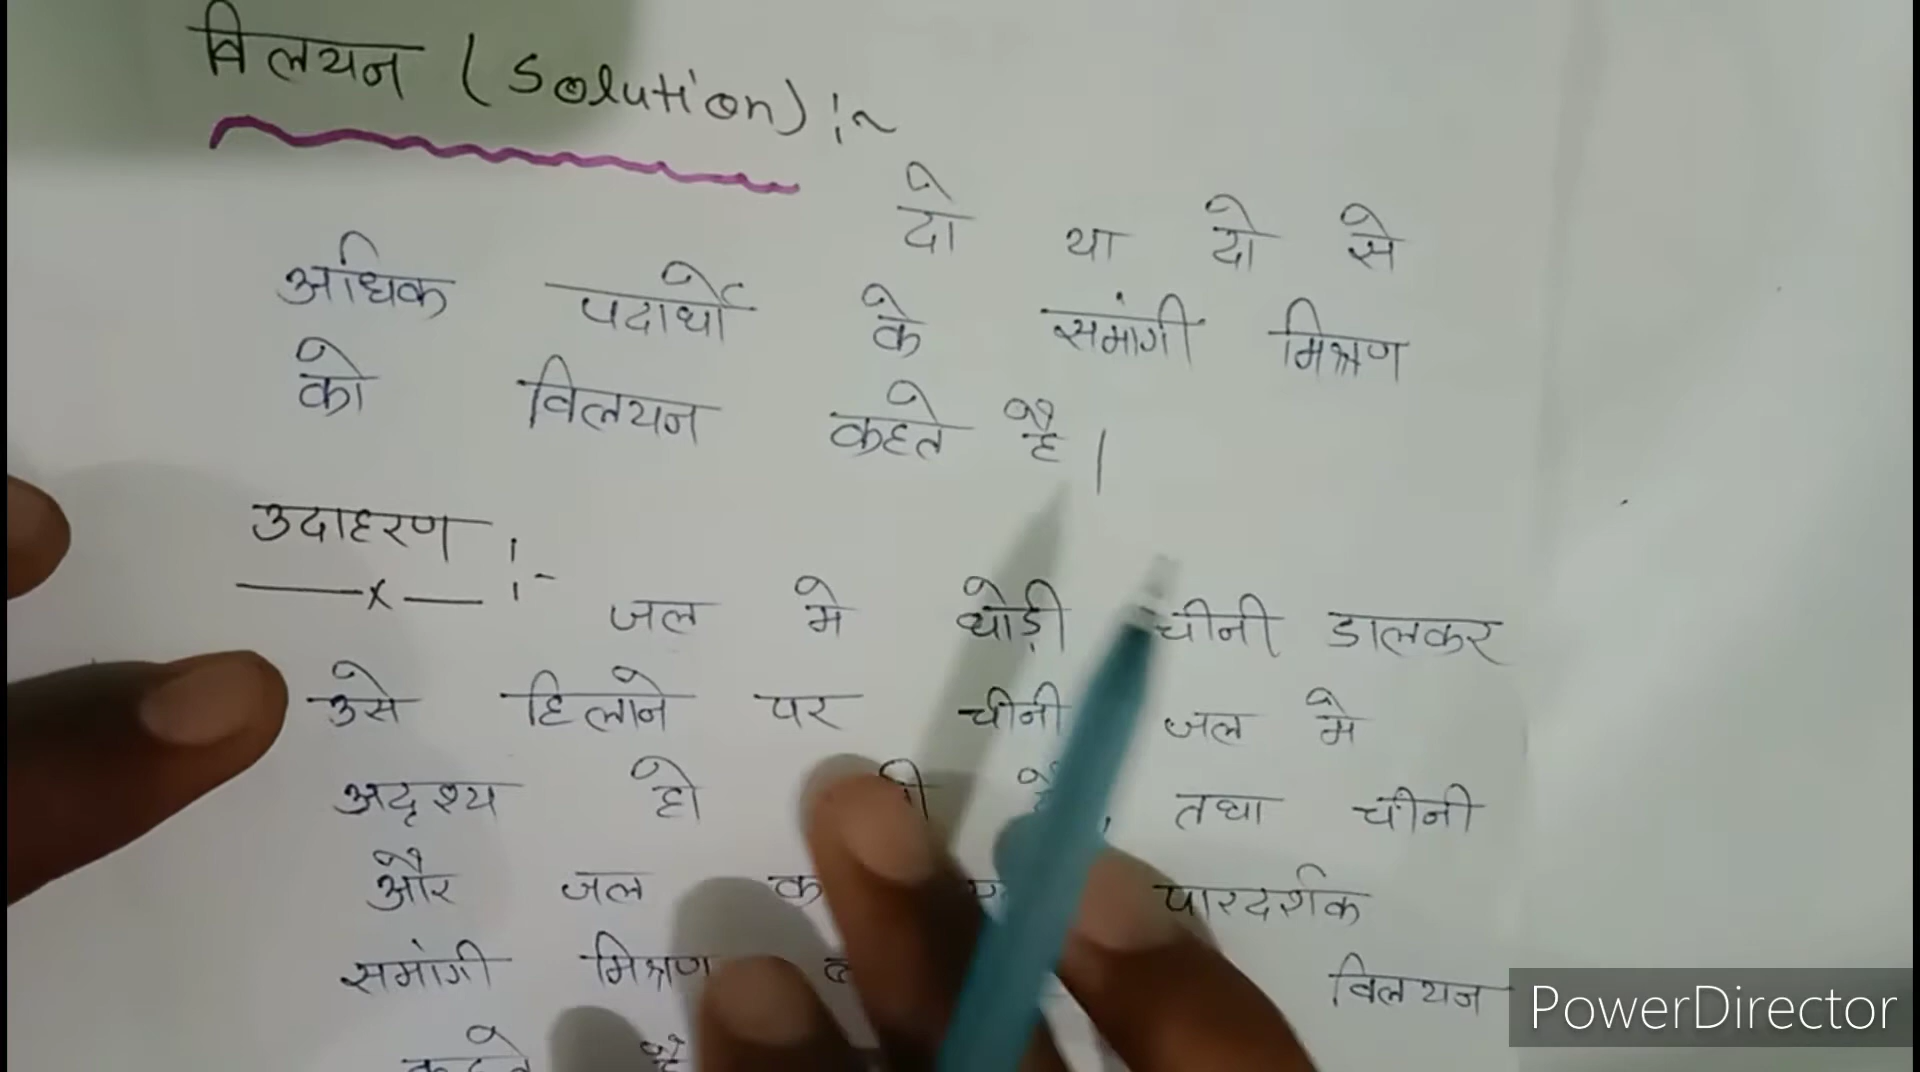 विलयन (Solution) :~
दो या दो से
अधिक पदार्थो के समांगी मिश्रण
को विलयन कहते है।
उदाहरण :-
जल मे थोड़ी चीनी डालकर
उसे हिलाने पर चीनी जल मे
अदृश्य हो है, तथा चीनी
और जल पारदर्शक
समांगी मिश्रण विलयन
कहते है
PowerDirector